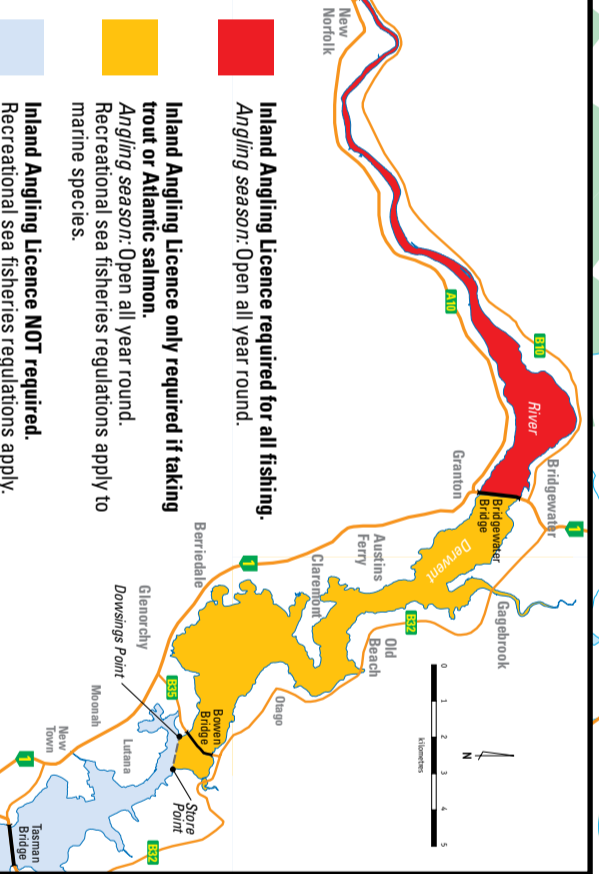 Inland Angling Licence required for all fishing.
Angling season: Open all year round.
Inland Angling Licence only required if taking
trout or Atlantic salmon.
Angling season: Open all year round.
Recreational sea fisheries regulations apply to
marine species.
Inland Angling Licence NOT required.
Recreational sea fisheries regulations apply.
New
Norfolk
A10
B10
River
Bridgewater
Granton
Bridgewater
Bridge
1
Derwent
Gagebrook
Austins
Ferry
Claremont
B32
Old
Beach
Berriedale
1
Otago
Glenorchy
Dowsings Point
B35
Bowen
Bridge
Store
Point
Moonah
Lutana
New
Town
1
B32
Tasman
Bridge
0 1 2 3 4 5
kilometres
N